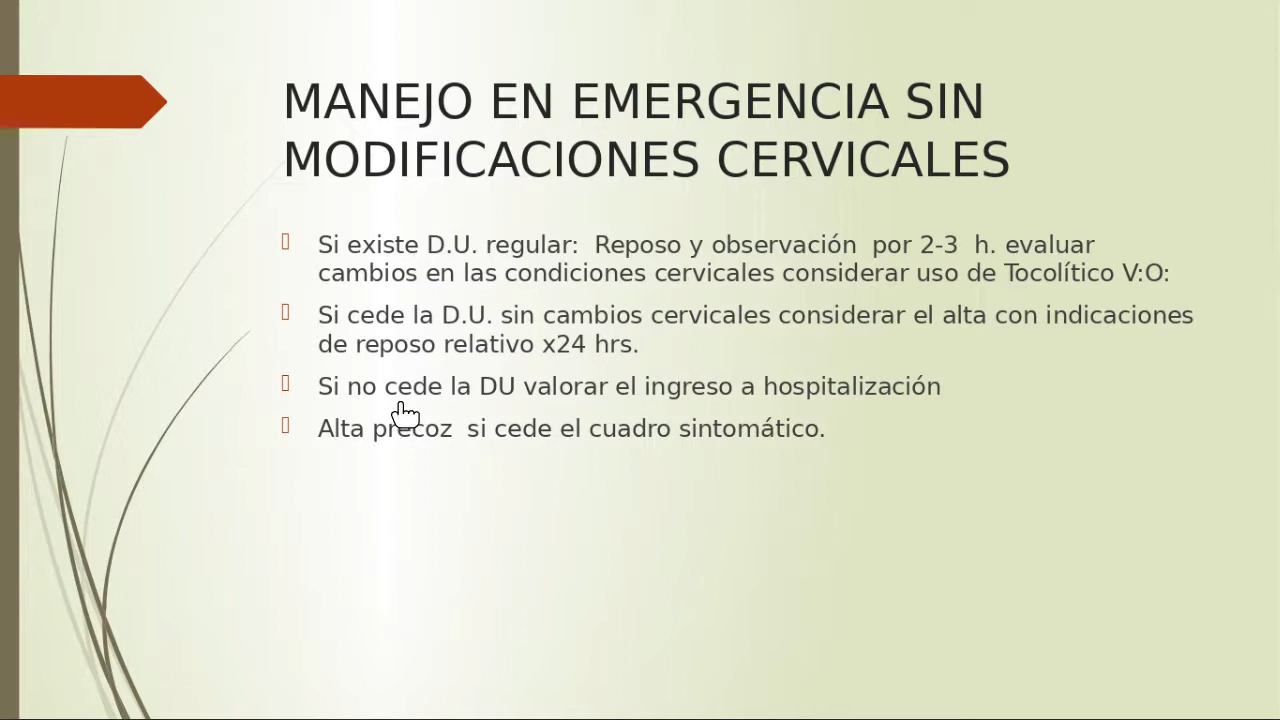 MANEJO EN EMERGENCIA SIN
MODIFICACIONES CERVICALES
Si existe D.U. regular:  Reposo y observación  por 2-3  h. evaluar
cambios en las condiciones cervicales considerar uso de Tocolítico V:O:
Si cede la D.U. sin cambios cervicales considerar el alta con indicaciones
de reposo relativo x24 hrs.
Si no cede la DU valorar el ingreso a hospitalización
Alta precoz  si cede el cuadro sintomático.